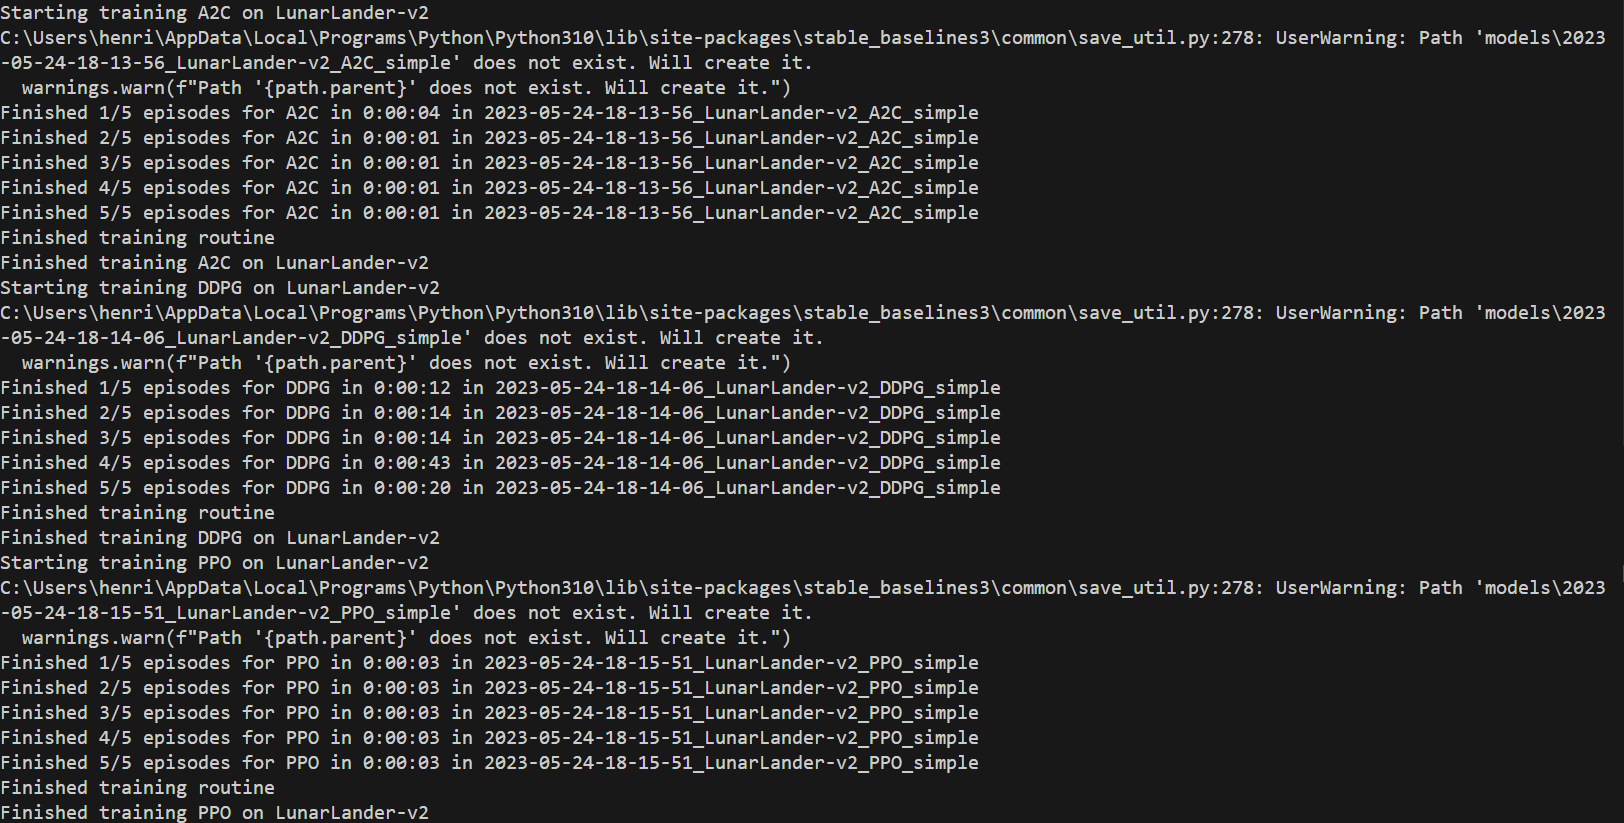 Starting training A2C on LunarLander-v2
C:\Users\henri\AppData\Local\Programs\Python\Python310\lib\site-packages\stable_baselines3\common\save_util.py:278: UserWarning: Path 'models\2023
-05-24-18-13-56_LunarLander-v2_A2C_simple' does not exist. Will create it.
  warnings.warn(f"Path '{path.parent}' does not exist. Will create it.")
Finished 1/5 episodes for A2C in 0:00:04 in 2023-05-24-18-13-56_LunarLander-v2_A2C_simple
Finished 2/5 episodes for A2C in 0:00:01 in 2023-05-24-18-13-56_LunarLander-v2_A2C_simple
Finished 3/5 episodes for A2C in 0:00:01 in 2023-05-24-18-13-56_LunarLander-v2_A2C_simple
Finished 4/5 episodes for A2C in 0:00:01 in 2023-05-24-18-13-56_LunarLander-v2_A2C_simple
Finished 5/5 episodes for A2C in 0:00:01 in 2023-05-24-18-13-56_LunarLander-v2_A2C_simple
Finished training routine
Finished training A2C on LunarLander-v2
Starting training DDPG on LunarLander-v2
C:\Users\henri\AppData\Local\Programs\Python\Python310\lib\site-packages\stable_baselines3\common\save_util.py:278: UserWarning: Path 'models\2023
-05-24-18-14-06_LunarLander-v2_DDPG_simple' does not exist. Will create it.
  warnings.warn(f"Path '{path.parent}' does not exist. Will create it.")
Finished 1/5 episodes for DDPG in 0:00:12 in 2023-05-24-18-14-06_LunarLander-v2_DDPG_simple
Finished 2/5 episodes for DDPG in 0:00:14 in 2023-05-24-18-14-06_LunarLander-v2_DDPG_simple
Finished 3/5 episodes for DDPG in 0:00:14 in 2023-05-24-18-14-06_LunarLander-v2_DDPG_simple
Finished 4/5 episodes for DDPG in 0:00:43 in 2023-05-24-18-14-06_LunarLander-v2_DDPG_simple
Finished 5/5 episodes for DDPG in 0:00:20 in 2023-05-24-18-14-06_LunarLander-v2_DDPG_simple
Finished training routine
Finished training DDPG on LunarLander-v2
Starting training PPO on LunarLander-v2
C:\Users\henri\AppData\Local\Programs\Python\Python310\lib\site-packages\stable_baselines3\common\save_util.py:278: UserWarning: Path 'models\2023
-05-24-18-15-51_LunarLander-v2_PPO_simple' does not exist. Will create it.
  warnings.warn(f"Path '{path.parent}' does not exist. Will create it.")
Finished 1/5 episodes for PPO in 0:00:03 in 2023-05-24-18-15-51_LunarLander-v2_PPO_simple
Finished 2/5 episodes for PPO in 0:00:03 in 2023-05-24-18-15-51_LunarLander-v2_PPO_simple
Finished 3/5 episodes for PPO in 0:00:03 in 2023-05-24-18-15-51_LunarLander-v2_PPO_simple
Finished 4/5 episodes for PPO in 0:00:03 in 2023-05-24-18-15-51_LunarLander-v2_PPO_simple
Finished 5/5 episodes for PPO in 0:00:03 in 2023-05-24-18-15-51_LunarLander-v2_PPO_simple
Finished training routine
Finished training PPO on LunarLander-v2